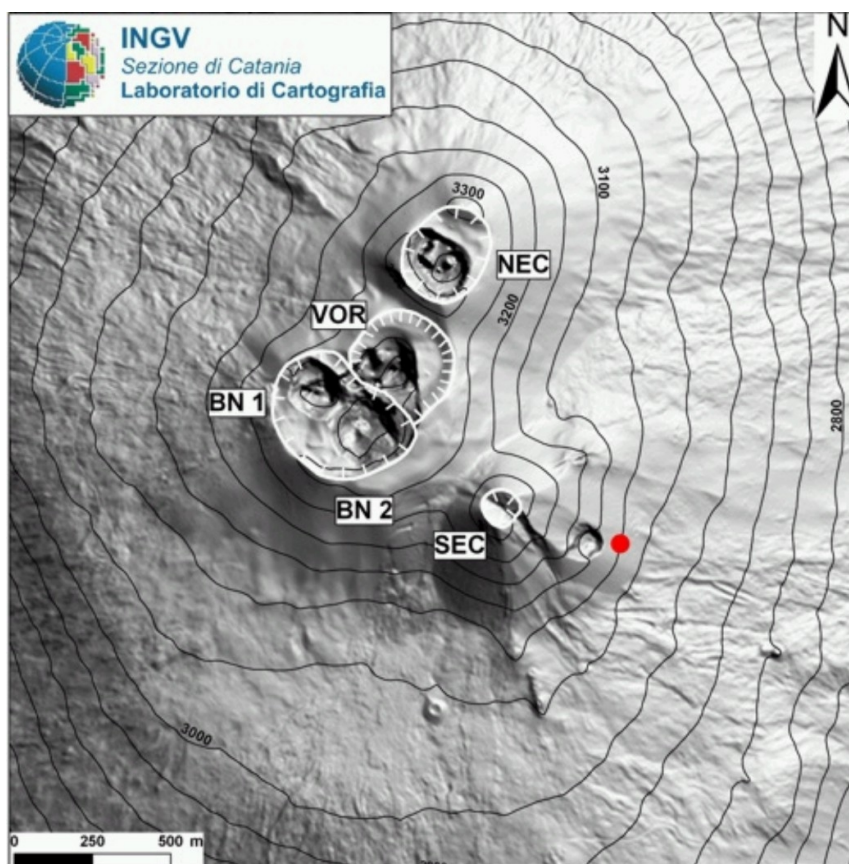 INGV
Sezione di Catania
Laboratorio di Cartografia
N
3300
3100
NEC
3200
VOR
BN 1
2800
BN 2
SEC
3000
0 250 500 m